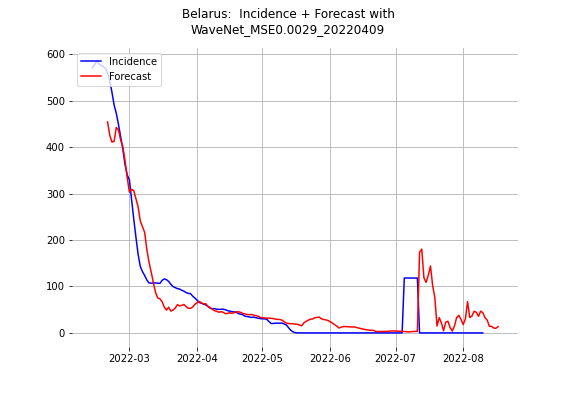 Belarus:  Incidence + Forecast with
WaveNet_MSE0.0029_20220409
600
500
400
300
200
100
0
Incidence
Forecast
2022-03 2022-04 2022-05 2022-06 2022-07 2022-08